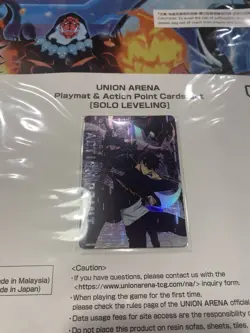 UNION ARENA
Playmat & Action Point Cards Set
[SOLO LEVELING]
de in Malaysia)
de in Japan)
<Caution>
・If you have questions, please contact us with the
<https://www.unionarena-tcg.com/na/> inquiry form.
・When playing the game for the first time,
please check the rules page of the UNION ARENA official
・Data usage fees for site access are the responsibility
・Do not place this product on resin sofas, sheets, tiles,